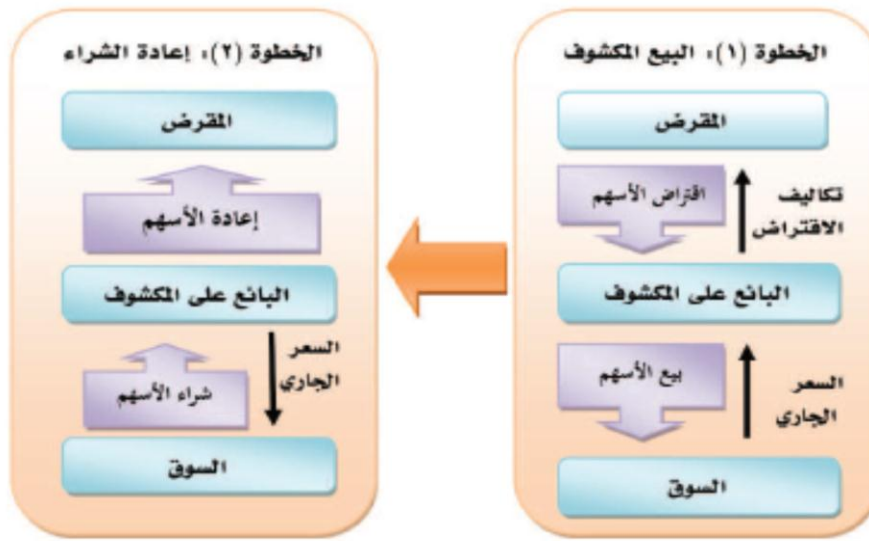 الخطوة (١): البيع المكشوف
المقرض
اقتراض الأسهم
تكاليف
الاقتراض
البائع على المكشوف
بيع الأسهم
السعر
الجاري
السوق
الخطوة (٢): إعادة الشراء
المقرض
إعادة الأسهم
البائع على المكشوف
شراء الأسهم
السعر
الجاري
السوق